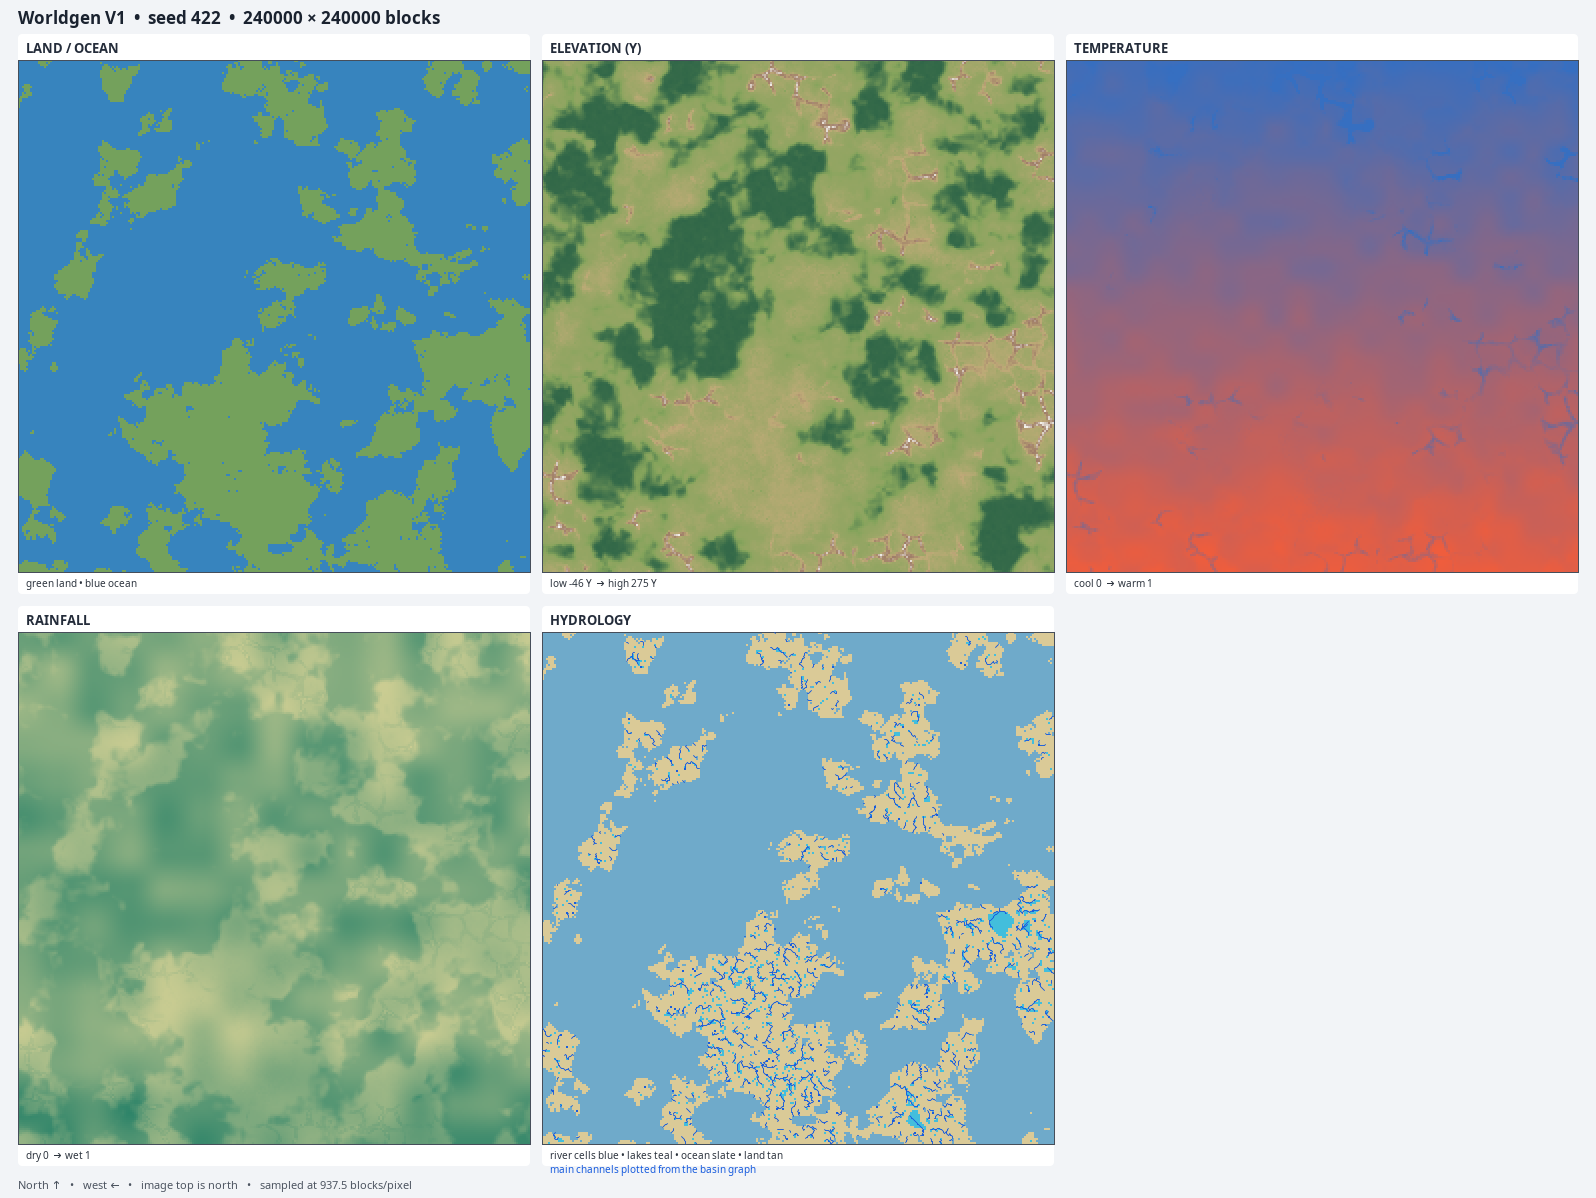 Worldgen V1 • seed 422 • 240000 × 240000 blocks
LAND / OCEAN
ELEVATION (Y)
TEMPERATURE
green land • blue ocean
low -46 Y → high 275 Y
cool 0 → warm 1
RAINFALL
HYDROLOGY
dry 0 → wet 1
river cells blue • lakes teal • ocean slate • land tan
main channels plotted from the basin graph
North ↑ • west ← • image top is north • sampled at 937.5 blocks/pixel